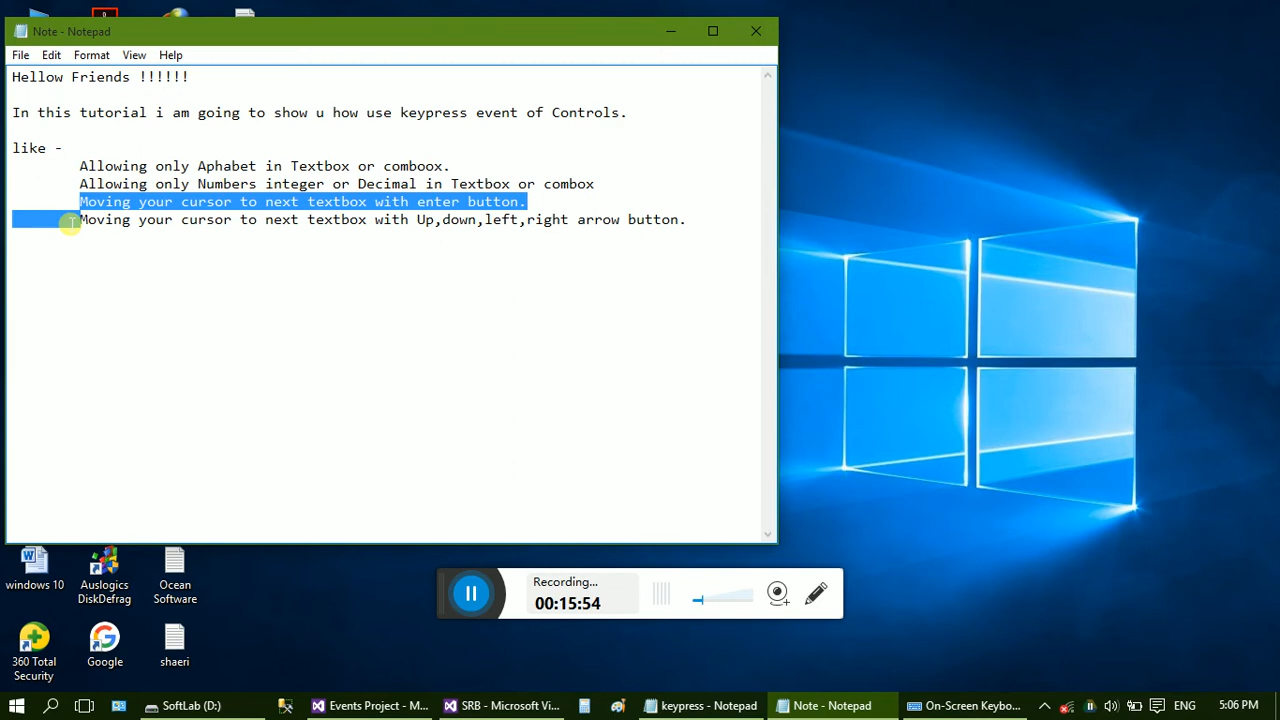 Note - Notepad
File Edit Format View Help
Hellow Friends !!!!!!
In this tutorial i am going to show u how use keypress event of Controls.
like -
Allowing only Aphabet in Textbox or comboox.
Allowing only Numbers integer or Decimal in Textbox or combox
Moving your cursor to next textbox with enter button.
Moving your cursor to next textbox with Up,down,left,right arrow button.
windows 10
Auslogics DiskDefrag
Ocean Software
360 Total Security
Google
shaeri
Recording...
00:15:54
SoftLab (D:)
Events Project - M...
SRB - Microsoft Vi...
keypress - Notepad
Note - Notepad
On-Screen Keybo...
ENG
5:06 PM